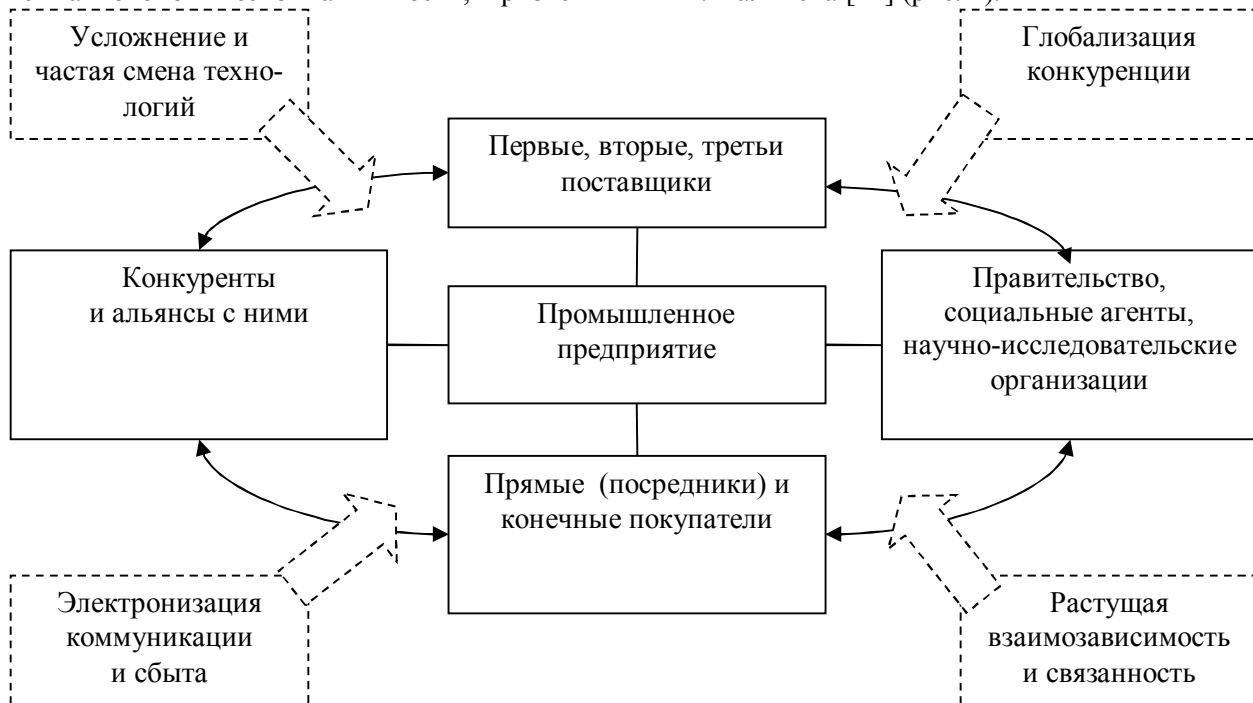 Усложнение и
частая смена техно-
логий
Глобализация
конкуренции
Первые, вторые, третьи
поставщики
Конкуренты
и альянсы с ними
Промышленное
предприятие
Правительство,
социальные агенты,
научно-исследовательские
организации
Прямые (посредники) и
конечные покупатели
Электронизация
коммуникации
и сбыта
Растущая
взаимозависимость
и связанность